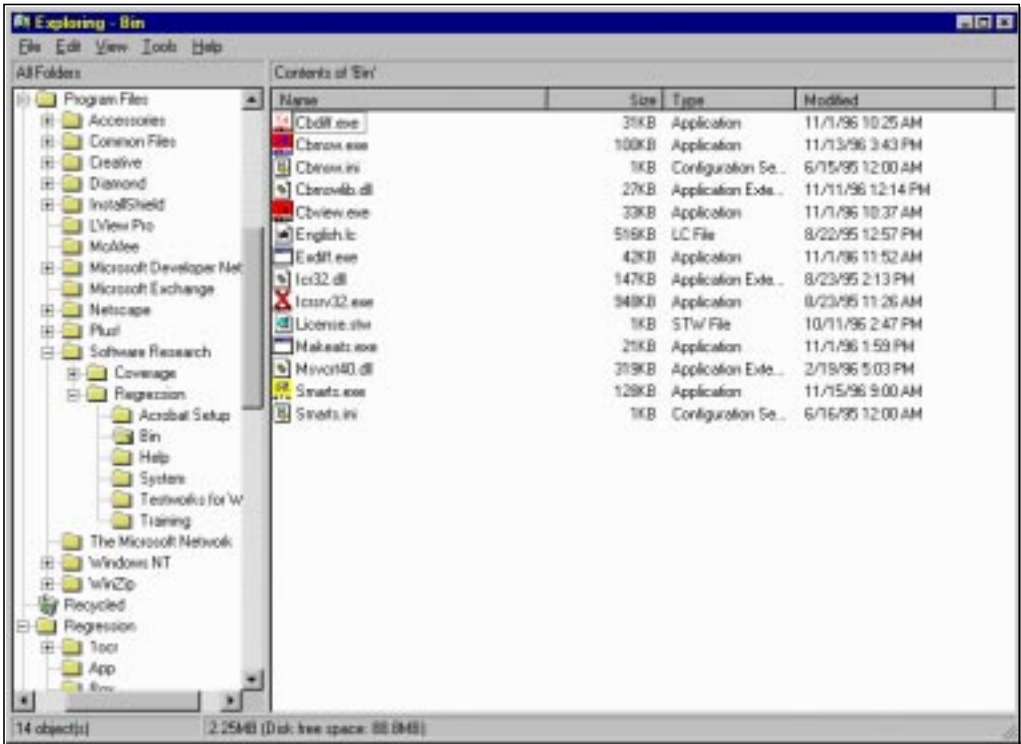 Exploring - Bin
File Edit View Tools Help
All Folders
Contents of 'Bin'
Program Files
Accessories
Common Files
Creative
Diamond
InstallShield
LView Pro
McAfee
Microsoft Developer Net
Microsoft Exchange
Netscape
Plus!
Software Research
Coverage
Regression
Acrobat Setup
Bin
Help
System
Testworks for W
Training
The Microsoft Network
Windows NT
WinZip
Recycled
Regression
1ocr
App
Name Size Type Modified
Cbdiff.exe 31KB Application 11/1/96 10:25 AM
Cbmow.exe 100KB Application 11/13/96 3:43 PM
Cbmow.ini 1KB Configuration Se... 6/15/95 12:00 AM
Cbmowlib.dll 27KB Application Exte... 11/11/96 12:14 PM
Cbview.exe 33KB Application 11/1/96 10:37 AM
English.lc 516KB LC File 8/22/95 12:57 PM
Exdiff.exe 42KB Application 11/1/96 11:52 AM
Icr32.dll 147KB Application Exte... 8/23/95 2:13 PM
Icrsrv32.exe 948KB Application 8/23/95 11:26 AM
License.stw 1KB STW File 10/11/96 2:47 PM
Makeats.exe 21KB Application 11/1/96 1:59 PM
Msvcrt40.dll 319KB Application Exte... 2/19/96 5:03 PM
Smarts.exe 128KB Application 11/15/96 9:00 AM
Smarts.ini 1KB Configuration Se... 6/16/95 12:00 AM
14 object(s)
2.25MB (Disk free space: 88.8MB)